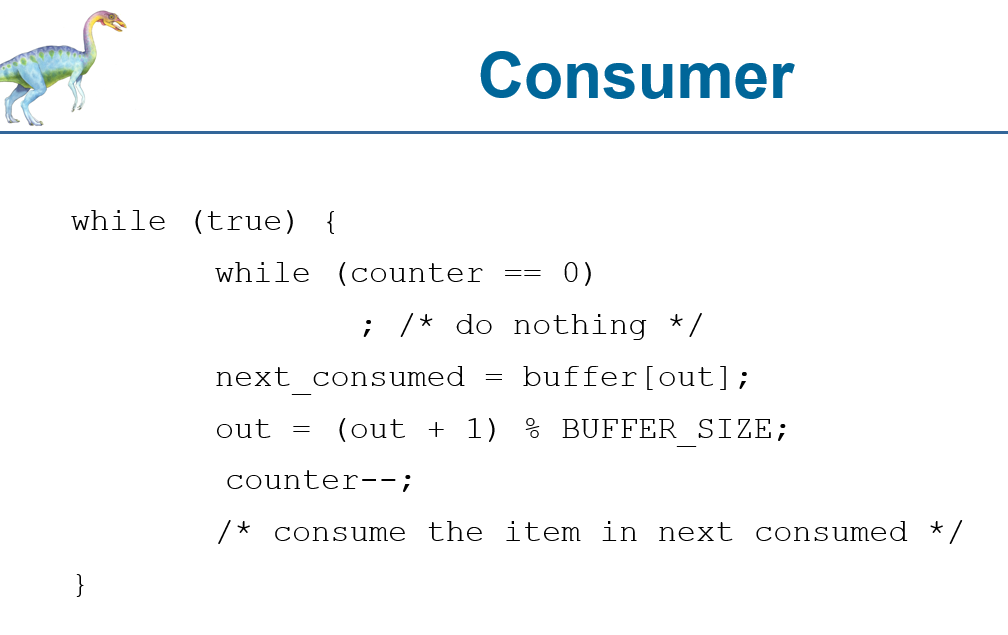 Consumer
while (true) {
while (counter == 0)
; /* do nothing */
next_consumed = buffer[out];
out = (out + 1) % BUFFER_SIZE;
counter--;
/* consume the item in next consumed */
}